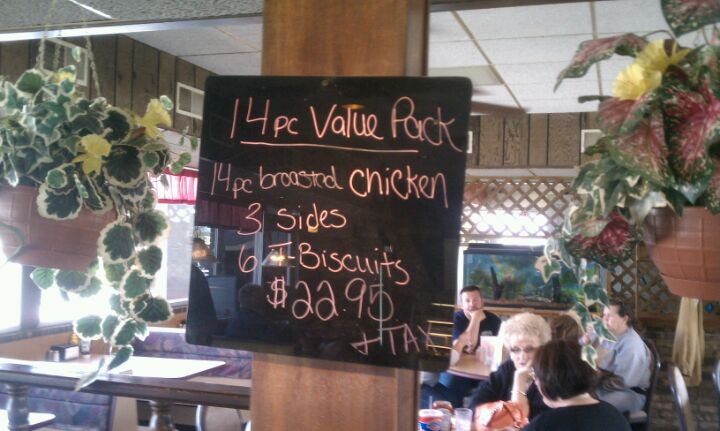 14pc Value Pack
14pc broasted chicken
3 sides
6 - Biscuits
$22.95
+ TAX